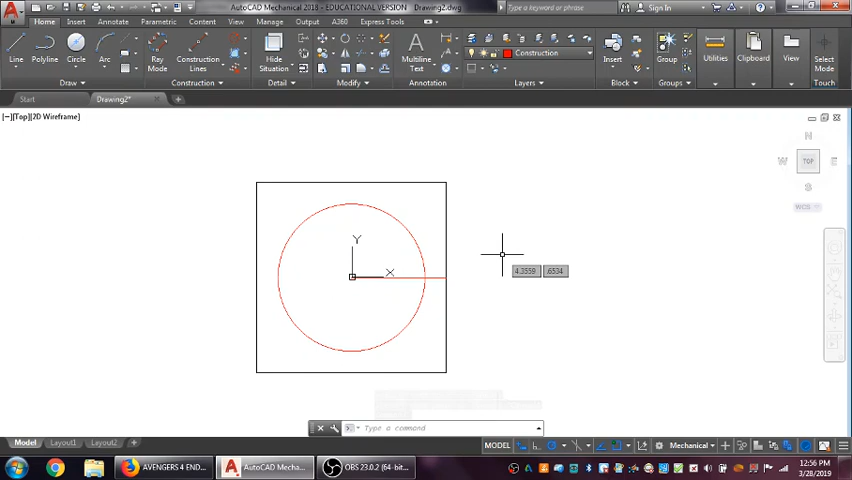 AutoCAD Mechanical 2018 - EDUCATIONAL VERSION Drawing2.dwg
Type a keyword or phrase
Sign In
Home Insert Annotate Parametric Content View Manage Output A360 Express Tools
Line Polyline Circle Arc
Ray Mode
Construction Lines
Hide Situation
Multiline Text
Construction
Insert
Group
Utilities
Clipboard
View
Select Mode
Draw Construction Detail Modify Annotation Layers Block Groups Touch
Start Drawing2*
[−][Top][2D Wireframe]
N
W TOP E
S
WCS
Y
X
4.3559 .6534
Type a command
Model Layout1 Layout2 +
MODEL Mechanical
AVENGERS 4 END...
AutoCAD Mecha...
OBS 23.0.2 (64-bit...
12:56 PM
3/28/2019